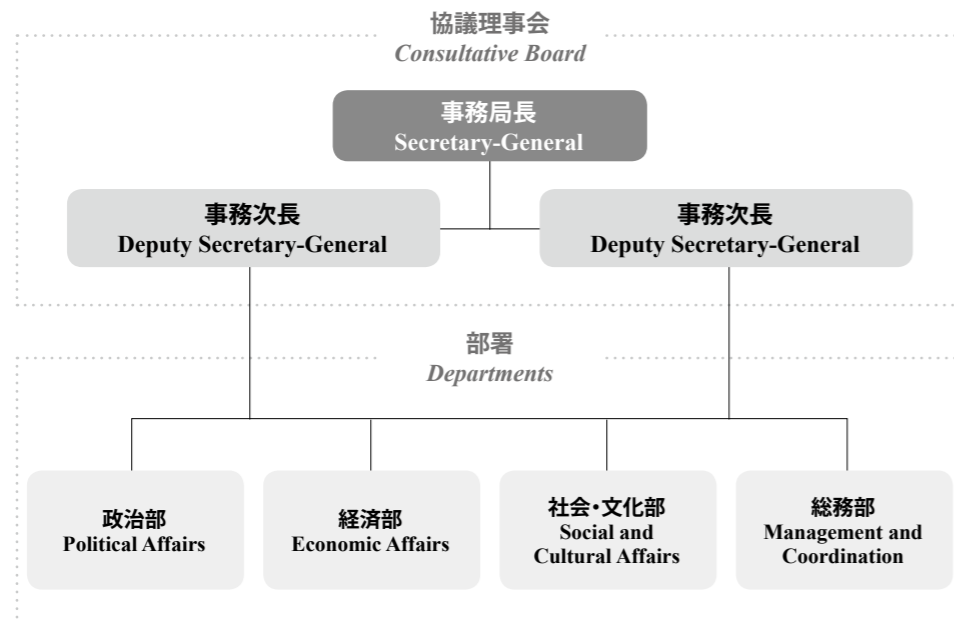 協議理事会
Consultative Board
事務局長
Secretary-General
事務次長
Deputy Secretary-General
事務次長
Deputy Secretary-General
部署
Departments
政治部
Political Affairs
経済部
Economic Affairs
社会・文化部
Social and
Cultural Affairs
総務部
Management and
Coordination